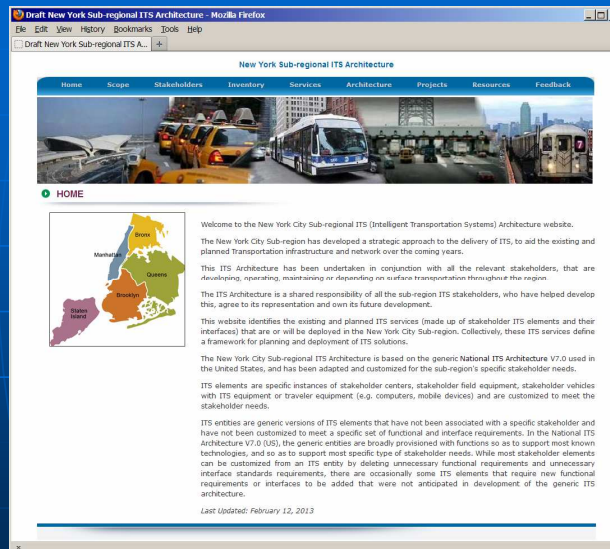 Draft New York Sub-regional ITS Architecture - Mozilla Firefox
File Edit View History Bookmarks Tools Help
Draft New York Sub-regional ITS A... +
New York Sub-regional ITS Architecture
Home Scope Stakeholders Inventory Services Architecture Projects Resources Feedback
7
HOME
Bronx
Manhattan
Queens
Brooklyn
States
Island
Welcome to the New York City Sub-regional ITS (Intelligent Transportation Systems) Architecture website.
The New York City Sub-region has developed a strategic approach to the delivery of ITS, to aid the existing and
planned Transportation infrastructure and network over the coming years.
This ITS Architecture has been undertaken in conjunction with all the relevant stakeholders, that are
developing, operating, maintaining or depending on surface transportation throughout the region.
The ITS Architecture is a shared responsibility of all the sub-region ITS stakeholders, who have helped develop
this, agree to its representation and own its future development.
This website identifies the existing and planned ITS services (made up of stakeholder ITS elements and their
interfaces) that are or will be deployed in the New York City Sub-region. Collectively, these ITS services define
a framework for planning and deployment of ITS solutions.
The New York City Sub-regional ITS Architecture is based on the generic National ITS Architecture V7.0 used in
the United States, and has been adapted and customized for the sub-region's specific stakeholder needs.
ITS elements are specific instances of stakeholder centers, stakeholder field equipment, stakeholder vehicles
with ITS equipment or traveler equipment (e.g. computers, mobile devices) and are customized to meet the
stakeholder needs.
ITS entities are generic versions of ITS elements that have not been associated with a specific stakeholder and
have not been customized to meet a specific set of functional and interface requirements. In the National ITS
Architecture V7.0 (US), the generic entities are broadly provisioned with functions so as to support most known
technologies, and so as to support most specific type of stakeholder needs. While most stakeholder elements
can be customized from an ITS entity by deleting unnecessary functional requirements and unnecessary
interface standards requirements, there are occasionally some ITS elements that require new functional
requirements or interfaces to be added that were not anticipated in development of the generic ITS
architecture.
Last Updated: February 12, 2013
x